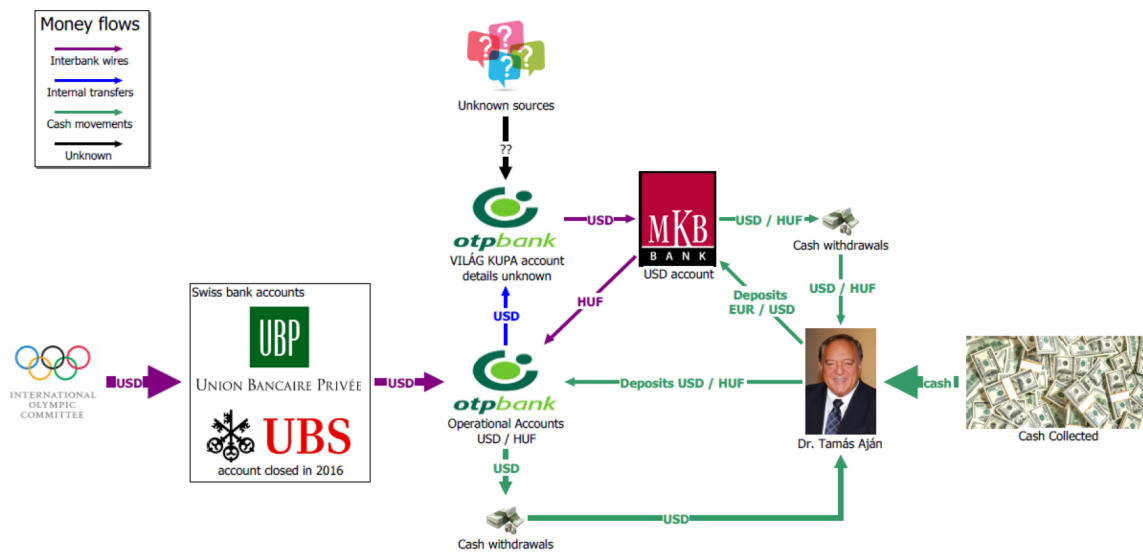 Money flows
Interbank wires
Internal transfers
Cash movements
Unknown
? ? ? ?
Unknown sources
??
otpbank
VILÁG KUPA account
details unknown
USD
MKB
BANK
USD account
USD / HUF
Cash withdrawals
USD / HUF
Deposits
EUR / USD
HUF
USD
Swiss bank accounts
UBP
UNION BANCAIRE PRIVÉE
UBS
account closed in 2016
INTERNATIONAL
OLYMPIC
COMMITTEE
USD
USD
otpbank
Operational Accounts
USD / HUF
Deposits USD / HUF
Dr. Tamás Aján
cash
Cash Collected
USD
Cash withdrawals
USD